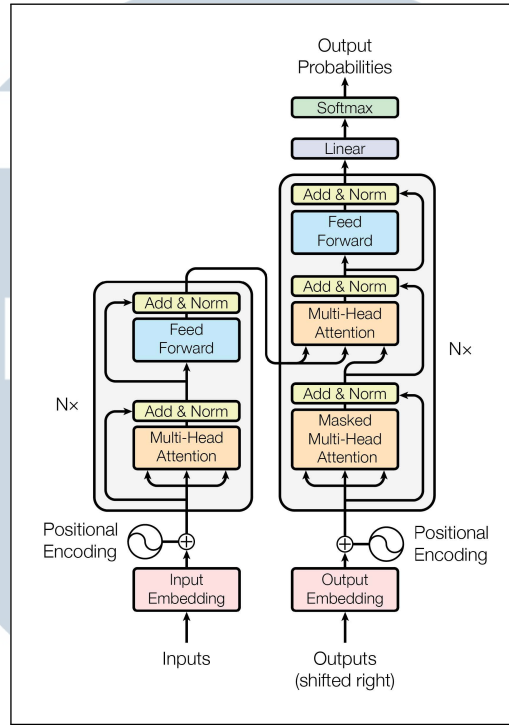 Output
Probabilities
Softmax
Linear
Add & Norm
Feed
Forward
Add & Norm
Multi-Head
Attention
Add & Norm
Masked
Multi-Head
Attention
N×
Add & Norm
Feed
Forward
Add & Norm
Multi-Head
Attention
N×
Positional
Encoding
Positional
Encoding
Input
Embedding
Output
Embedding
Inputs
Outputs
(shifted right)